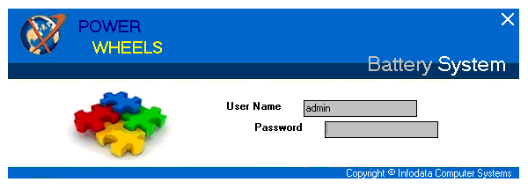 POWER
WHEELS
Battery System
User Name admin
Password
Copyright © Infodata Computer Systems